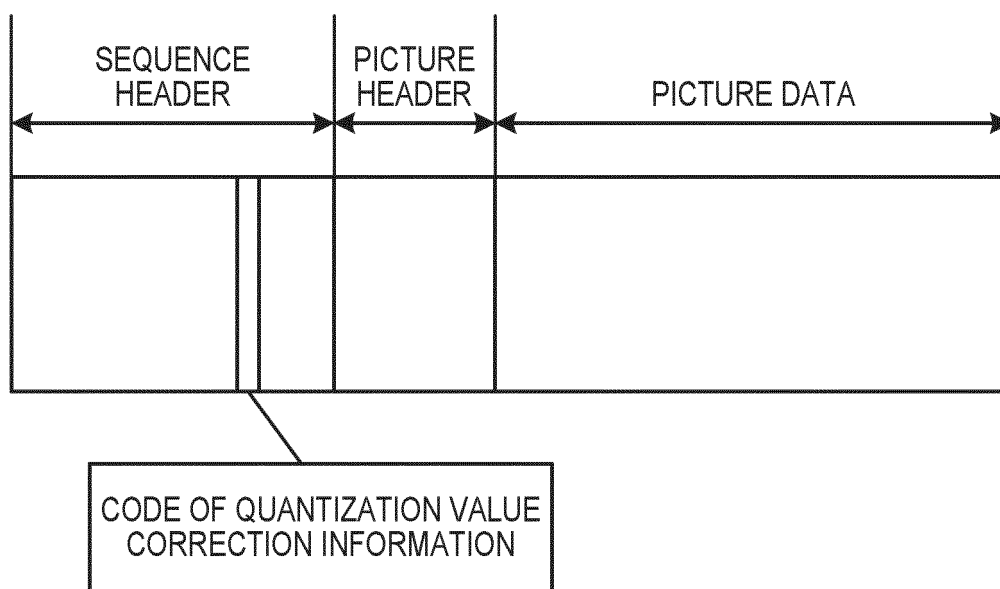 SEQUENCE
HEADER
PICTURE
HEADER
PICTURE DATA
CODE OF QUANTIZATION VALUE
CORRECTION INFORMATION